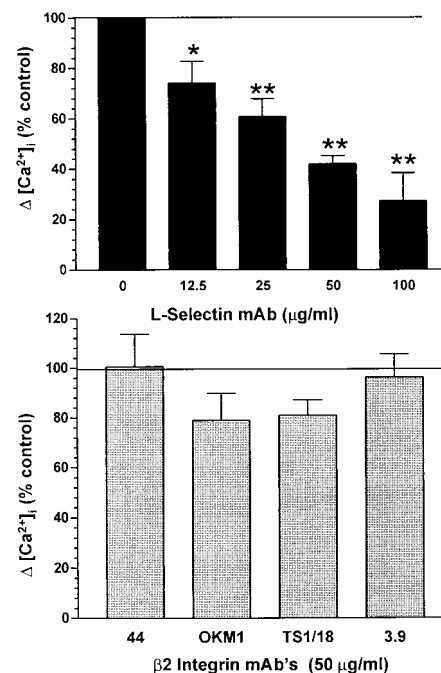 100
80
60
40
20
0
Δ [Ca²⁺]ᵢ (% control)
*
**
**
**
0 12.5 25 50 100
L-Selectin mAb (µg/ml)
120
100
80
60
40
20
0
Δ [Ca²⁺]ᵢ (% control)
44 OKM1 TS1/18 3.9
β2 Integrin mAb's (50 µg/ml)